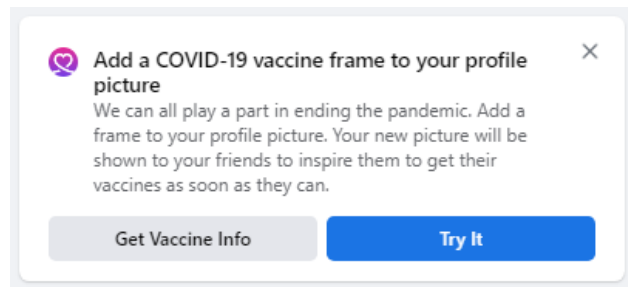 Add a COVID-19 vaccine frame to your profile
picture
We can all play a part in ending the pandemic. Add a
frame to your profile picture. Your new picture will be
shown to your friends to inspire them to get their
vaccines as soon as they can.
Get Vaccine Info
Try It